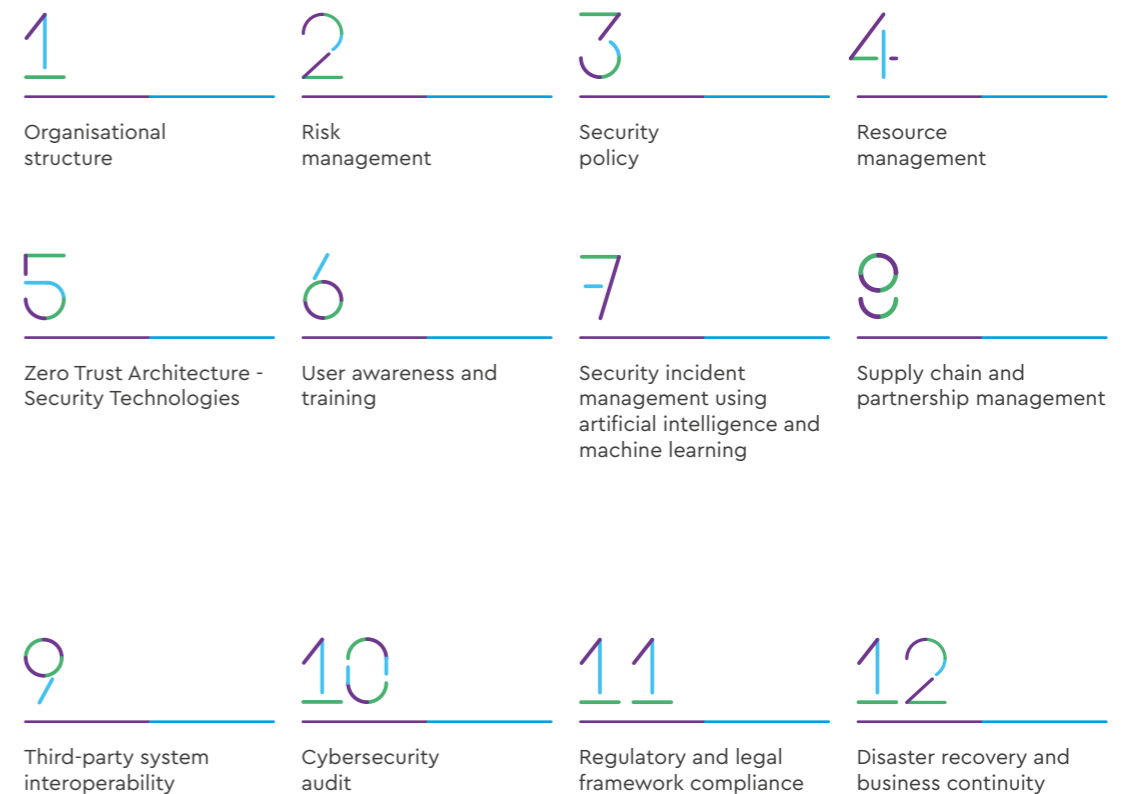 1
Organisational
structure
2
Risk
management
3
Security
policy
4
Resource
management
5
Zero Trust Architecture -
Security Technologies
6
User awareness and
training
7
Security incident
management using
artificial intelligence and
machine learning
8
Supply chain and
partnership management
9
Third-party system
interoperability
10
Cybersecurity
audit
11
Regulatory and legal
framework compliance
12
Disaster recovery and
business continuity